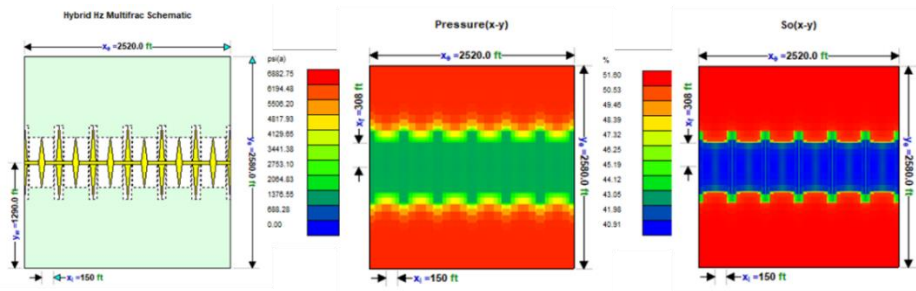 Hybrid Hz Multifrac Schematic
xe =2520.0 ft
ye =2580.0 ft
yw =1290.0 ft
xI =150 ft
Pressure(x-y)
psi(a)
6882.75
6194.48
5506.20
4817.93
4129.65
3441.38
2753.10
2064.83
1376.55
688.28
0.00
xe =2520.0 ft
xf =308 ft
ye =2580.0 ft
xI =150 ft
So(x-y)
%
51.60
50.53
49.46
48.39
47.32
46.25
45.19
44.12
43.05
41.98
40.91
xe =2520.0 ft
xf =308 ft
ye =2580.0 ft
xI =150 ft